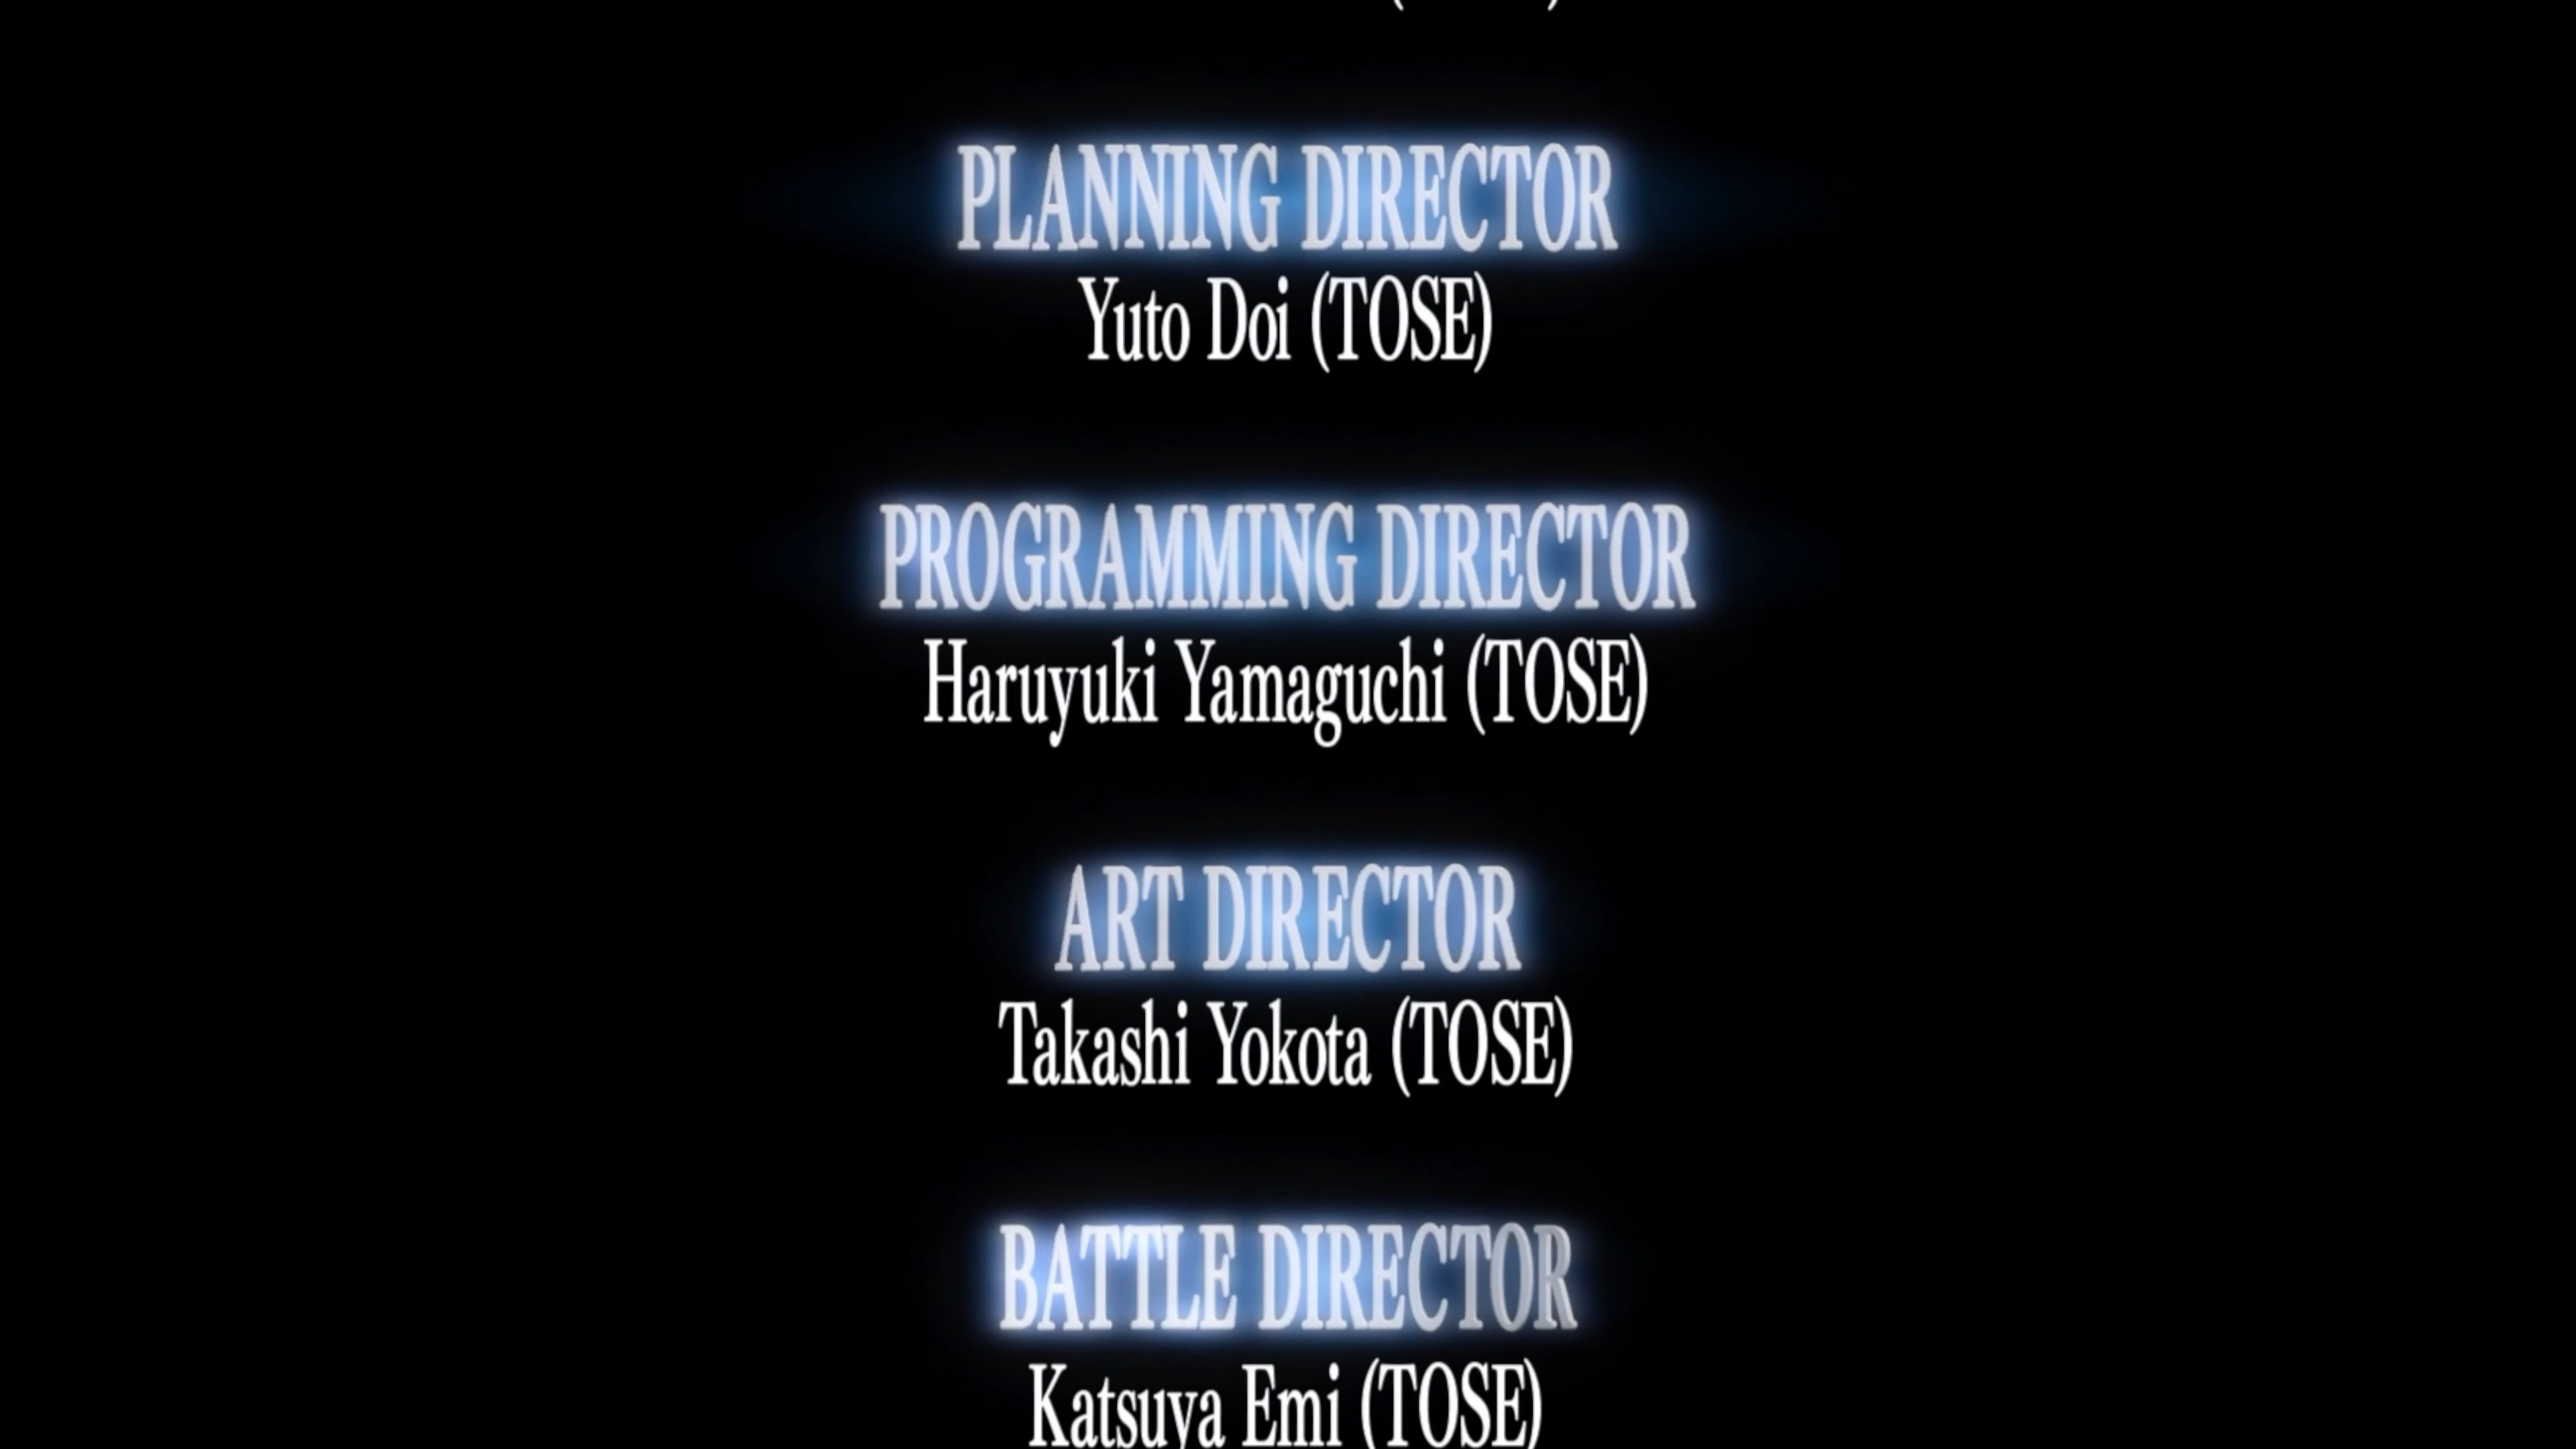 PLANNING DIRECTOR
Yuto Doi (TOSE)
PROGRAMMING DIRECTOR
Haruyuki Yamaguchi (TOSE)
ART DIRECTOR
Takashi Yokota (TOSE)
BATTLE DIRECTOR
Katsuya Emi (TOSE)